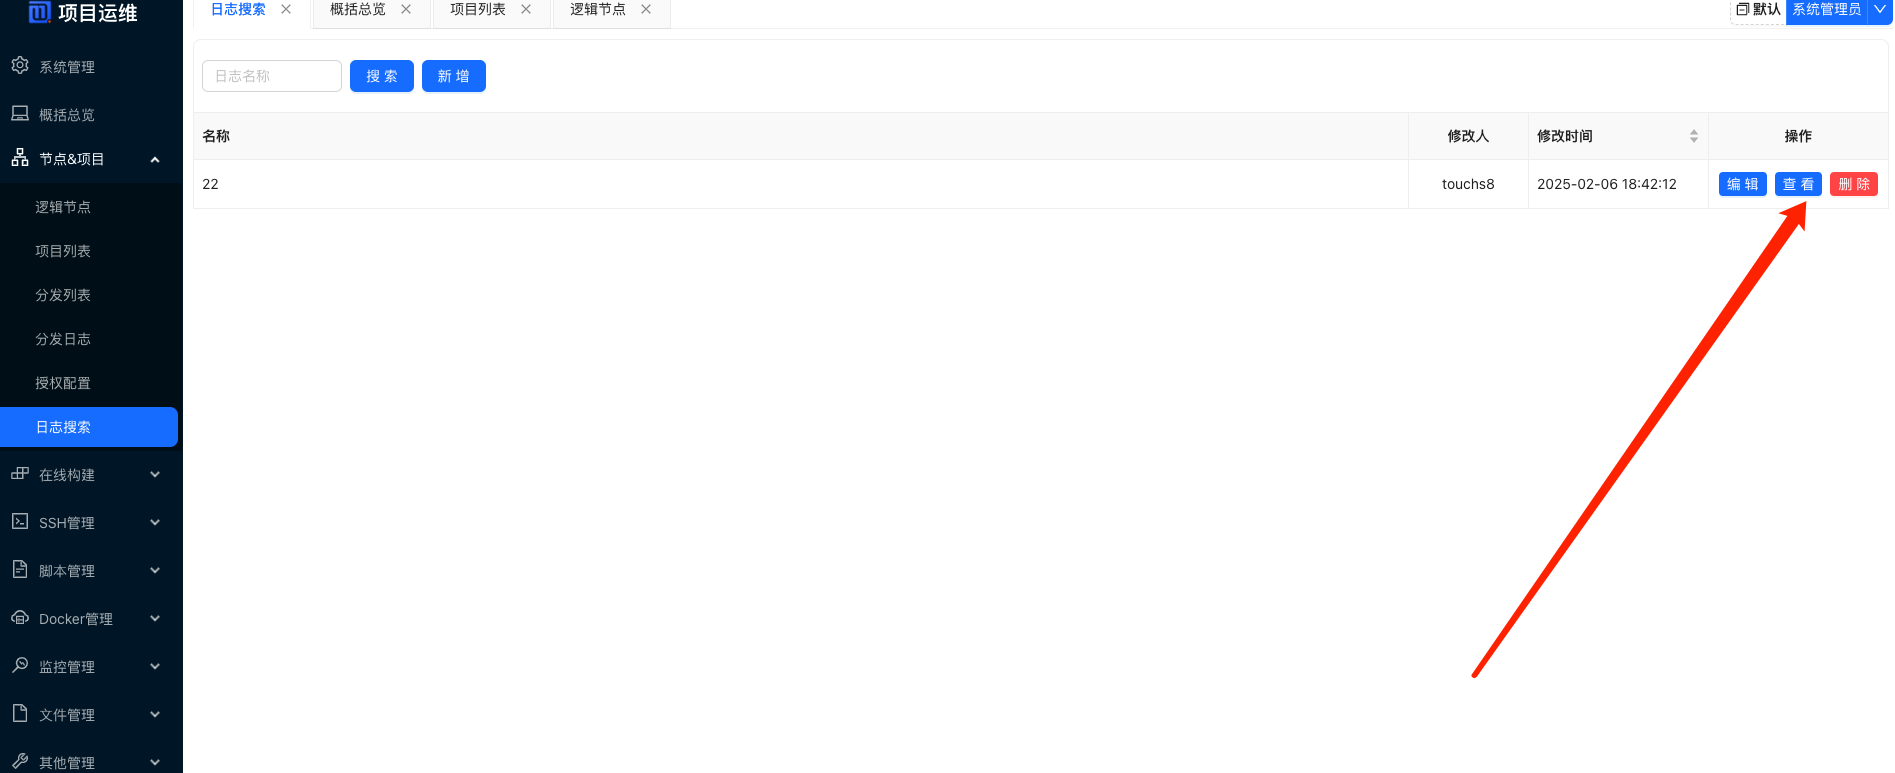 项目运维
系统管理
概括总览
节点&项目
逻辑节点
项目列表
分发列表
分发日志
授权配置
日志搜索
在线构建
SSH管理
脚本管理
Docker管理
监控管理
文件管理
其他管理
日志搜索 概括总览 项目列表 逻辑节点 默认 系统管理员
日志名称 搜 索 新 增
名称 修改人 修改时间 操作
22 touchs8 2025-02-06 18:42:12 编 辑 查 看 删 除